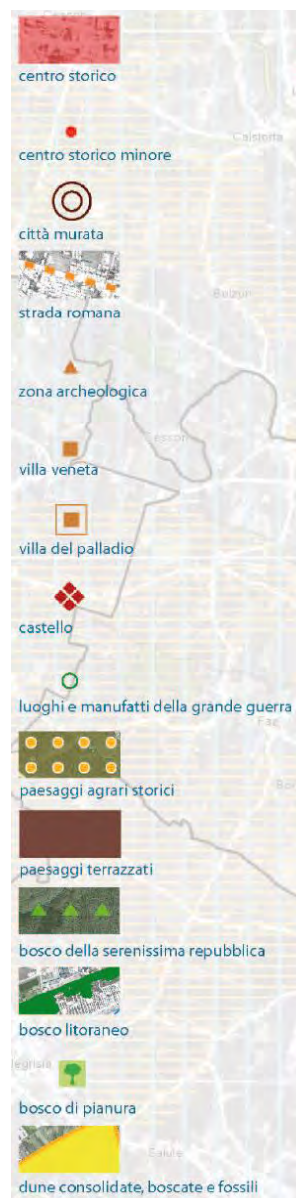 centro storico
Calstorta
centro storico minore
città murata
strada romana
zona archeologica
villa veneta
villa del palladio
castello
luoghi e manufatti della grande guerra
paesaggi agrari storici
paesaggi terrazzati
bosco della serenissima repubblica
bosco litoraneo
bosco di pianura
Salute
dune consolidate, boscate e fossili